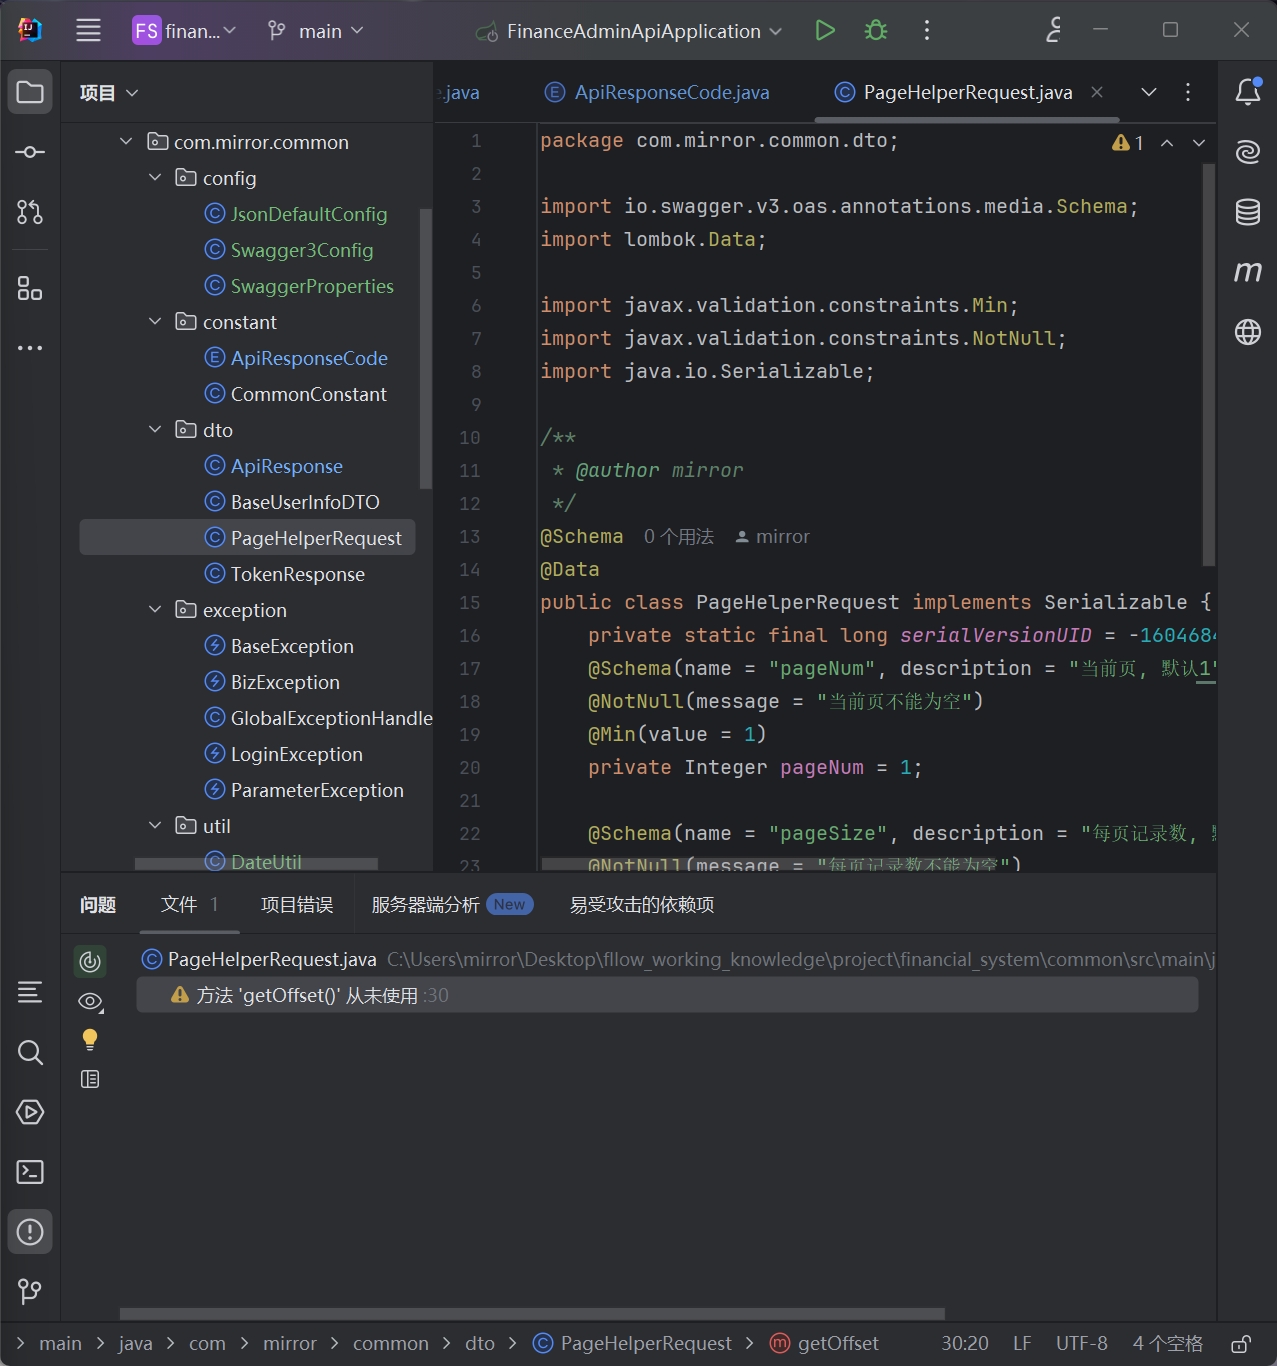 FS finan...
main
FinanceAdminApiApplication
项目
.java
ApiResponseCode.java
PageHelperRequest.java
com.mirror.common
config
JsonDefaultConfig
Swagger3Config
SwaggerProperties
constant
ApiResponseCode
CommonConstant
dto
ApiResponse
BaseUserInfoDTO
PageHelperRequest
TokenResponse
exception
BaseException
BizException
GlobalExceptionHandle
LoginException
ParameterException
util
DateUtil
1 package com.mirror.common.dto;
1
2
3 import io.swagger.v3.oas.annotations.media.Schema;
4 import lombok.Data;
5
6 import javax.validation.constraints.Min;
7 import javax.validation.constraints.NotNull;
8 import java.io.Serializable;
9
10 /**
11 * @author mirror
12 */
13 @Schema 0 个用法 mirror
14 @Data
15 public class PageHelperRequest implements Serializable {
16 private static final long serialVersionUID = -1604684
17 @Schema(name = "pageNum", description = "当前页, 默认1"
18 @NotNull(message = "当前页不能为空")
19 @Min(value = 1)
20 private Integer pageNum = 1;
21
22 @Schema(name = "pageSize", description = "每页记录数,
23 @NotNull(message = "每页记录数不能为空")
问题
文件 1
项目错误
服务器端分析 New
易受攻击的依赖项
PageHelperRequest.java C:\Users\mirror\Desktop\fllow_working_knowledge\project\financial_system\common\src\main\j
方法 'getOffset()' 从未使用 :30
main
java
com
mirror
common
dto
PageHelperRequest
getOffset
30:20
LF
UTF-8
4 个空格